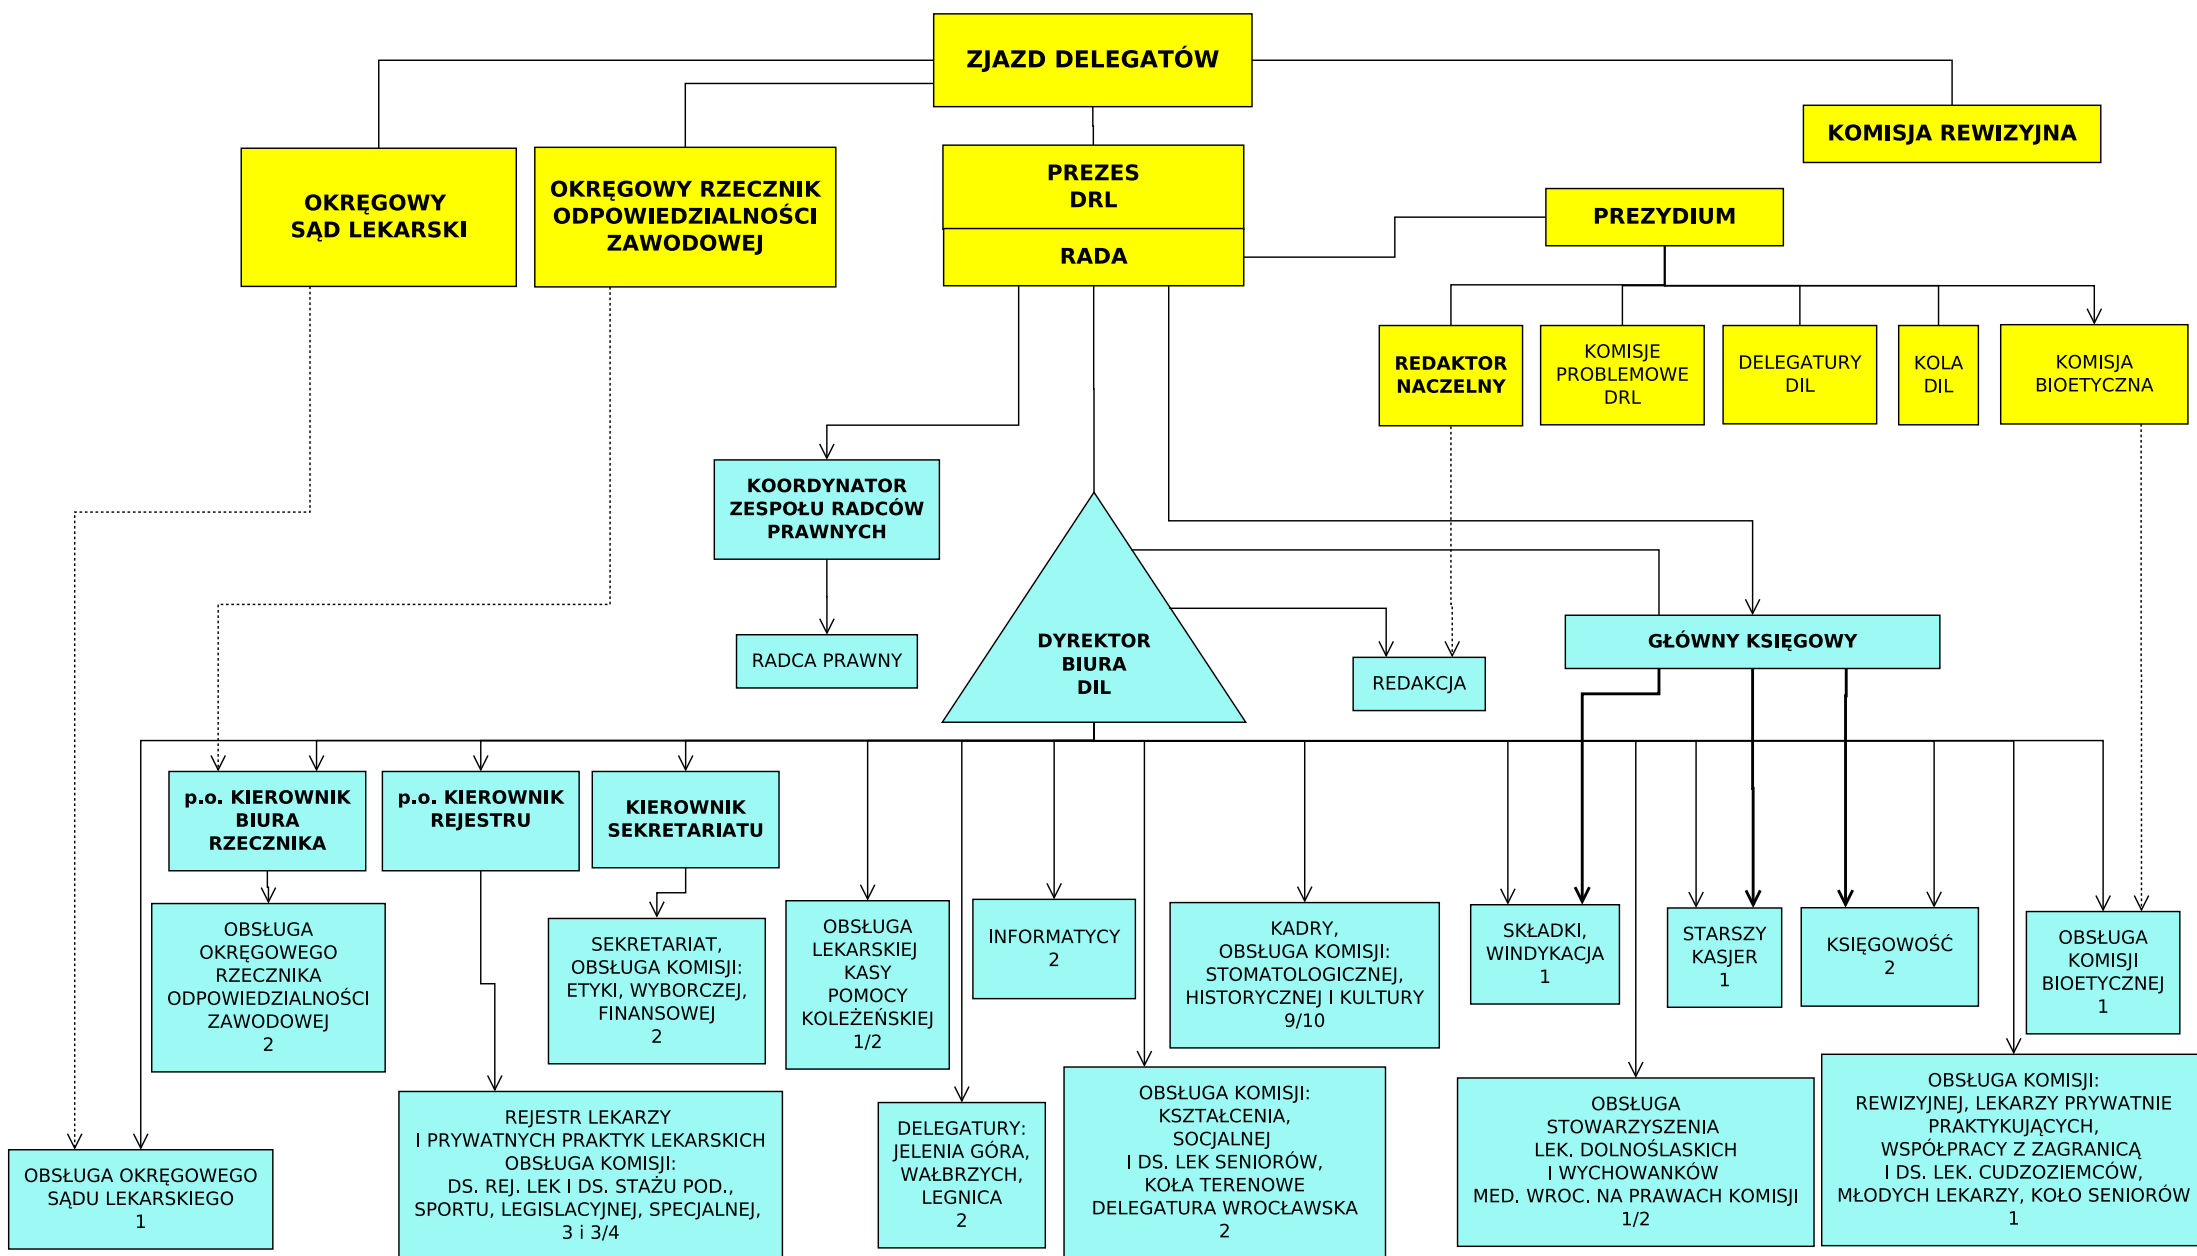 ZJAZD DELEGATÓW
KOMISJA REWIZYJNA
OKRĘGOWY
SĄD LEKARSKI
OKRĘGOWY RZECZNIK
ODPOWIEDZIALNOŚCI
ZAWODOWEJ
PREZES
DRL
RADA
PREZYDIUM
REDAKTOR
NACZELNY
KOMISJE
PROBLEMOWE
DRL
DELEGATURY
DIL
KOLA
DIL
KOMISJA
BIOETYCZNA
KOORDYNATOR
ZESPOŁU RADCÓW
PRAWNYCH
RADCA PRAWNY
DYREKTOR
BIURA
DIL
REDAKCJA
GŁÓWNY KSIĘGOWY
p.o. KIEROWNIK
BIURA
RZECZNIKA
p.o. KIEROWNIK
REJESTRU
KIEROWNIK
SEKRETARIATU
OBSŁUGA
OKRĘGOWEGO
RZECZNIKA
ODPOWIEDZIALNOŚCI
ZAWODOWEJ
2
SEKRETARIAT,
OBSŁUGA KOMISJI:
ETYKI, WYBORCZEJ,
FINANSOWEJ
2
OBSŁUGA
LEKARSKIEJ
KASY
POMOCY
KOLEŻEŃSKIEJ
1/2
INFORMATYCY
2
KADRY,
OBSŁUGA KOMISJI:
STOMATOLOGICZNEJ,
HISTORYCZNEJ I KULTURY
9/10
SKŁADKI,
WINDYKACJA
1
STARSZY
KASJER
1
KSIĘGOWOŚĆ
2
OBSŁUGA
KOMISJI
BIOETYCZNEJ
1
OBSŁUGA OKRĘGOWEGO
SĄDU LEKARSKIEGO
1
REJESTR LEKARZY
I PRYWATNYCH PRAKTYK LEKARSKICH
OBSŁUGA KOMISJI:
DS. REJ. LEK I DS. STAŻU POD.,
SPORTU, LEGISLACYJNEJ, SPECJALNEJ,
3 i 3/4
DELEGATURY:
JELENIA GÓRA,
WAŁBRZYCH,
LEGNICA
2
OBSŁUGA KOMISJI:
KSZTAŁCENIA,
SOCJALNEJ
I DS. LEK SENIORÓW,
KOŁA TERENOWE
DELEGATURA WROCŁAWSKA
2
OBSŁUGA
STOWARZYSZENIA
LEK. DOLNOŚLASKICH
I WYCHOWANKÓW
MED. WROC. NA PRAWACH KOMISJI
1/2
OBSŁUGA KOMISJI:
REWIZYJNEJ, LEKARZY PRYWATNIE
PRAKTYKUJĄCYCH,
WSPÓŁPRACY Z ZAGRANICĄ
I DS. LEK. CUDZOZIEMCÓW,
MŁODYCH LEKARZY, KOŁO SENIORÓW
1